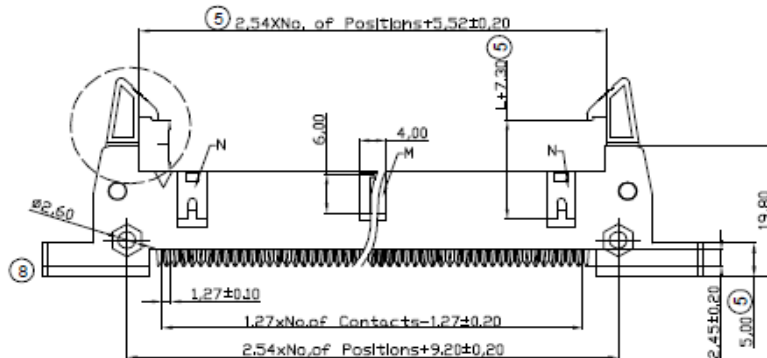 ⑤ 2.54XNo. of Positions+5.52±0.20
L+7.30 ⑤
6.00
4.00
N
M
N
ø2.60
19.80
⑧
1.27±0.10
1.27xNo.of Contacts-1.27±0.20
2.54xNo.of Positions+9.20±0.20
2.45±0.20
5.00 ⑤